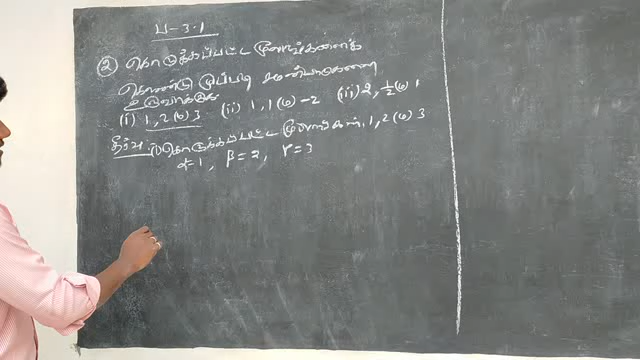 ப - 3.1
② கொடுக்கப்பட்ட மூலங்களைக்
கொண்டு முப்படி சமன்பாடுகளை
உருவாக்குக
(i) 1, 2 (ம) 3 (ii) 1, 1 (ம) -2 (iii) 2, 1/2 (ம) 1
தீர்வு : (i) கொடுக்கப்பட்ட மூலங்கள், 1, 2 (ம) 3
α=1, β=2, γ=3